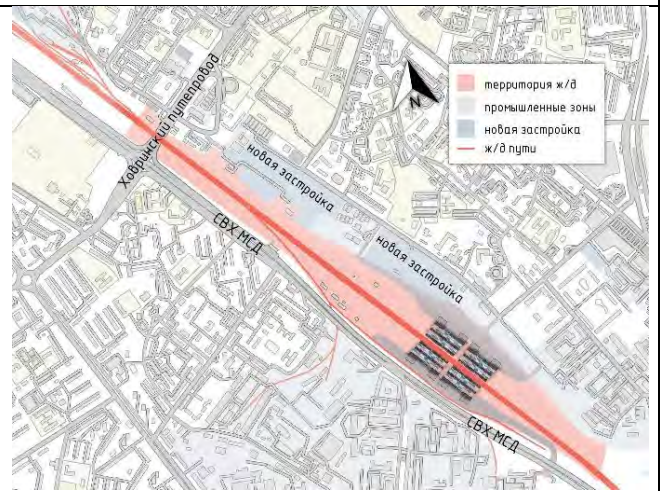 Ховринский путепровод
N
территория ж/д
промышленные зоны
новая застройка
ж/д пути
новая застройка
новая застройка
СВХ МСД
СВХ МСД